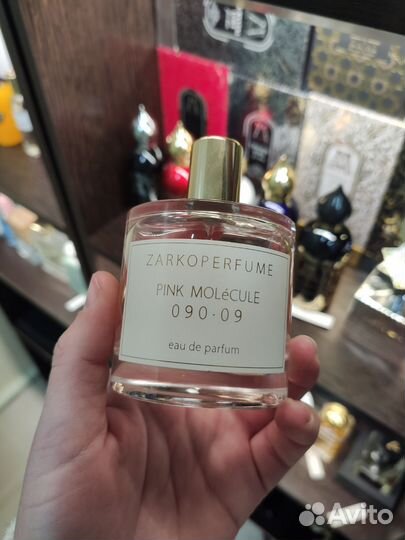 ZARKOPERFUME
PINK MOLéCULE
090·09
eau de parfum
Avito